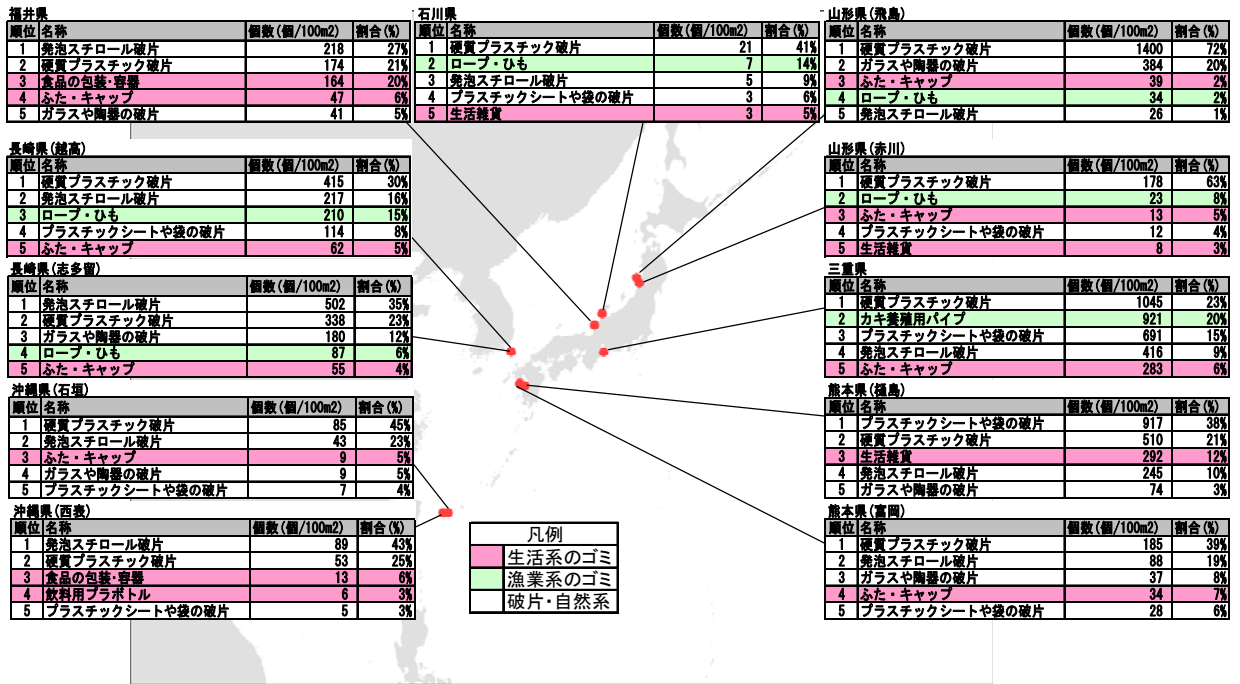 福井県
順位 名称 個数(個/100m2) 割合(%)
1 発泡スチロール破片 218 27%
2 硬質プラスチック破片 174 21%
3 食品の包装・容器 164 20%
4 ふた・キャップ 47 6%
5 ガラスや陶器の破片 41 5%
石川県
順位 名称 個数(個/100m2) 割合(%)
1 硬質プラスチック破片 21 41%
2 ロープ・ひも 7 14%
3 発泡スチロール破片 5 9%
4 プラスチックシートや袋の破片 3 6%
5 生活雑貨 3 5%
山形県(飛島)
順位 名称 個数(個/100m2) 割合(%)
1 硬質プラスチック破片 1400 72%
2 ガラスや陶器の破片 384 20%
3 ふた・キャップ 39 2%
4 ロープ・ひも 34 2%
5 発泡スチロール破片 26 1%
長崎県(越高)
順位 名称 個数(個/100m2) 割合(%)
1 硬質プラスチック破片 415 30%
2 発泡スチロール破片 217 16%
3 ロープ・ひも 210 15%
4 プラスチックシートや袋の破片 114 8%
5 ふた・キャップ 62 5%
山形県(赤川)
順位 名称 個数(個/100m2) 割合(%)
1 硬質プラスチック破片 178 63%
2 ロープ・ひも 23 8%
3 ふた・キャップ 13 5%
4 プラスチックシートや袋の破片 12 4%
5 生活雑貨 8 3%
長崎県(志多留)
順位 名称 個数(個/100m2) 割合(%)
1 発泡スチロール破片 502 35%
2 硬質プラスチック破片 338 23%
3 ガラスや陶器の破片 180 12%
4 ロープ・ひも 87 6%
5 ふた・キャップ 55 4%
三重県
順位 名称 個数(個/100m2) 割合(%)
1 硬質プラスチック破片 1045 23%
2 カキ養殖用パイプ 921 20%
3 プラスチックシートや袋の破片 691 15%
4 発泡スチロール破片 416 9%
5 ふた・キャップ 283 6%
沖縄県(石垣)
順位 名称 個数(個/100m2) 割合(%)
1 硬質プラスチック破片 85 45%
2 発泡スチロール破片 43 23%
3 ふた・キャップ 9 5%
4 ガラスや陶器の破片 9 5%
5 プラスチックシートや袋の破片 7 4%
熊本県(樋島)
順位 名称 個数(個/100m2) 割合(%)
1 プラスチックシートや袋の破片 917 38%
2 硬質プラスチック破片 510 21%
3 生活雑貨 292 12%
4 発泡スチロール破片 245 10%
5 ガラスや陶器の破片 74 3%
沖縄県(西表)
順位 名称 個数(個/100m2) 割合(%)
1 発泡スチロール破片 89 43%
2 硬質プラスチック破片 53 25%
3 食品の包装・容器 13 6%
4 飲料用プラボトル 6 3%
5 プラスチックシートや袋の破片 5 3%
熊本県(富岡)
順位 名称 個数(個/100m2) 割合(%)
1 硬質プラスチック破片 185 39%
2 発泡スチロール破片 88 19%
3 ガラスや陶器の破片 37 8%
4 ふた・キャップ 34 7%
5 プラスチックシートや袋の破片 28 6%
凡例
生活系のゴミ
漁業系のゴミ
破片・自然系